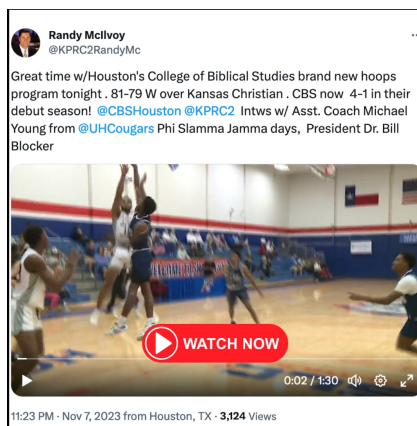 Randy McIlvoy
@KPRC2RandyMc
Great time w/Houston's College of Biblical Studies brand new hoops
program tonight . 81-79 W over Kansas Christian . CBS now 4-1 in their
debut season! @CBSHouston @KPRC2 Intws w/ Asst. Coach Michael
Young from @UHCougars Phi Slamma Jamma days, President Dr. Bill
Blocker
WELCOME TO
WATCH NOW
0:02 / 1:30
11:23 PM · Nov 7, 2023 from Houston, TX · 3,124 Views